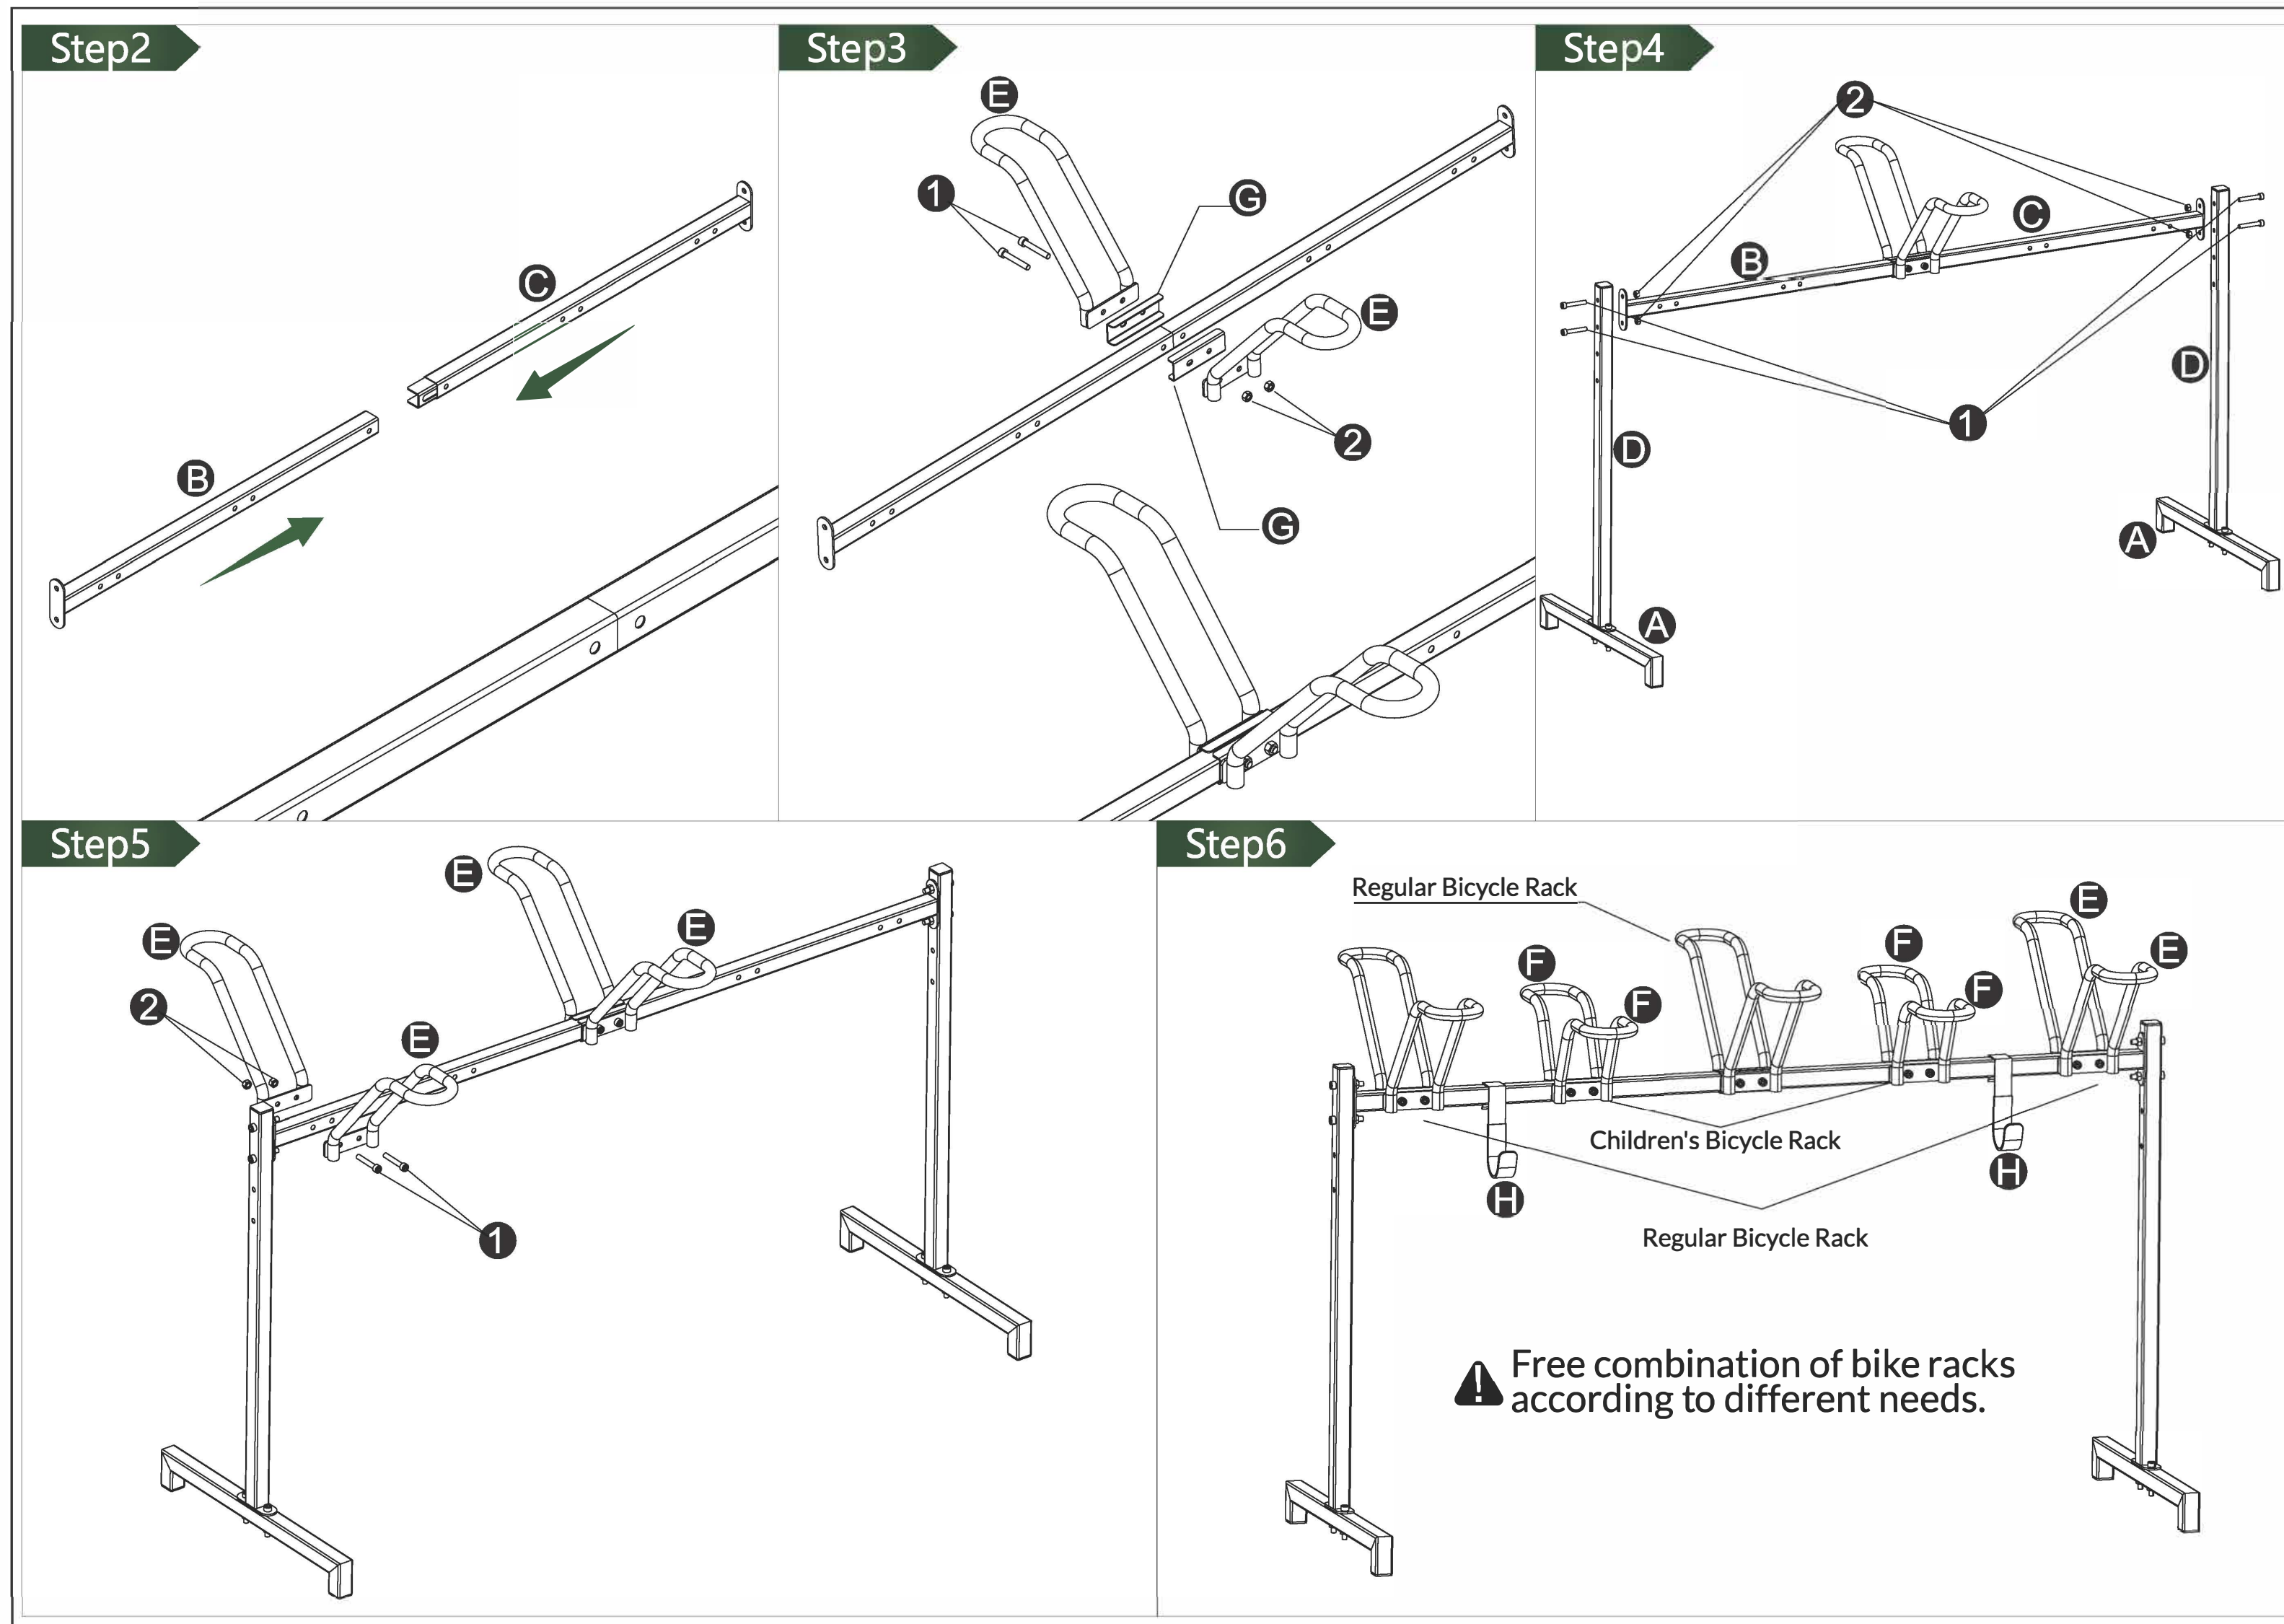 Step2
C
B
Step3
E
1
G
E
2
G
Step4
2
C
B
D
1
D
A
A
Step5
E
E
E
2
E
1
Step6
Regular Bicycle Rack
E
F
E
F
F
F
Children's Bicycle Rack
H
H
Regular Bicycle Rack
! Free combination of bike racks
according to different needs.